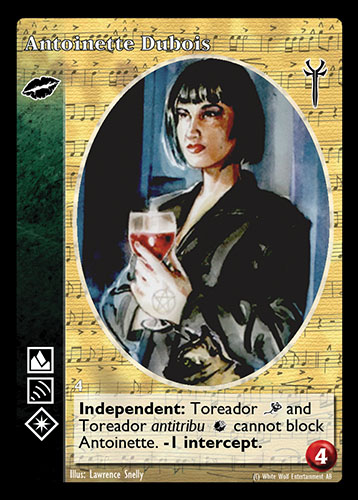 Antoinette Dubois
4
Independent: Toreador and
Toreador antitribu cannot block
Antoinette. -1 intercept.
4
Illus: Lawrence Snelly
(C) White Wolf Entertainment AB